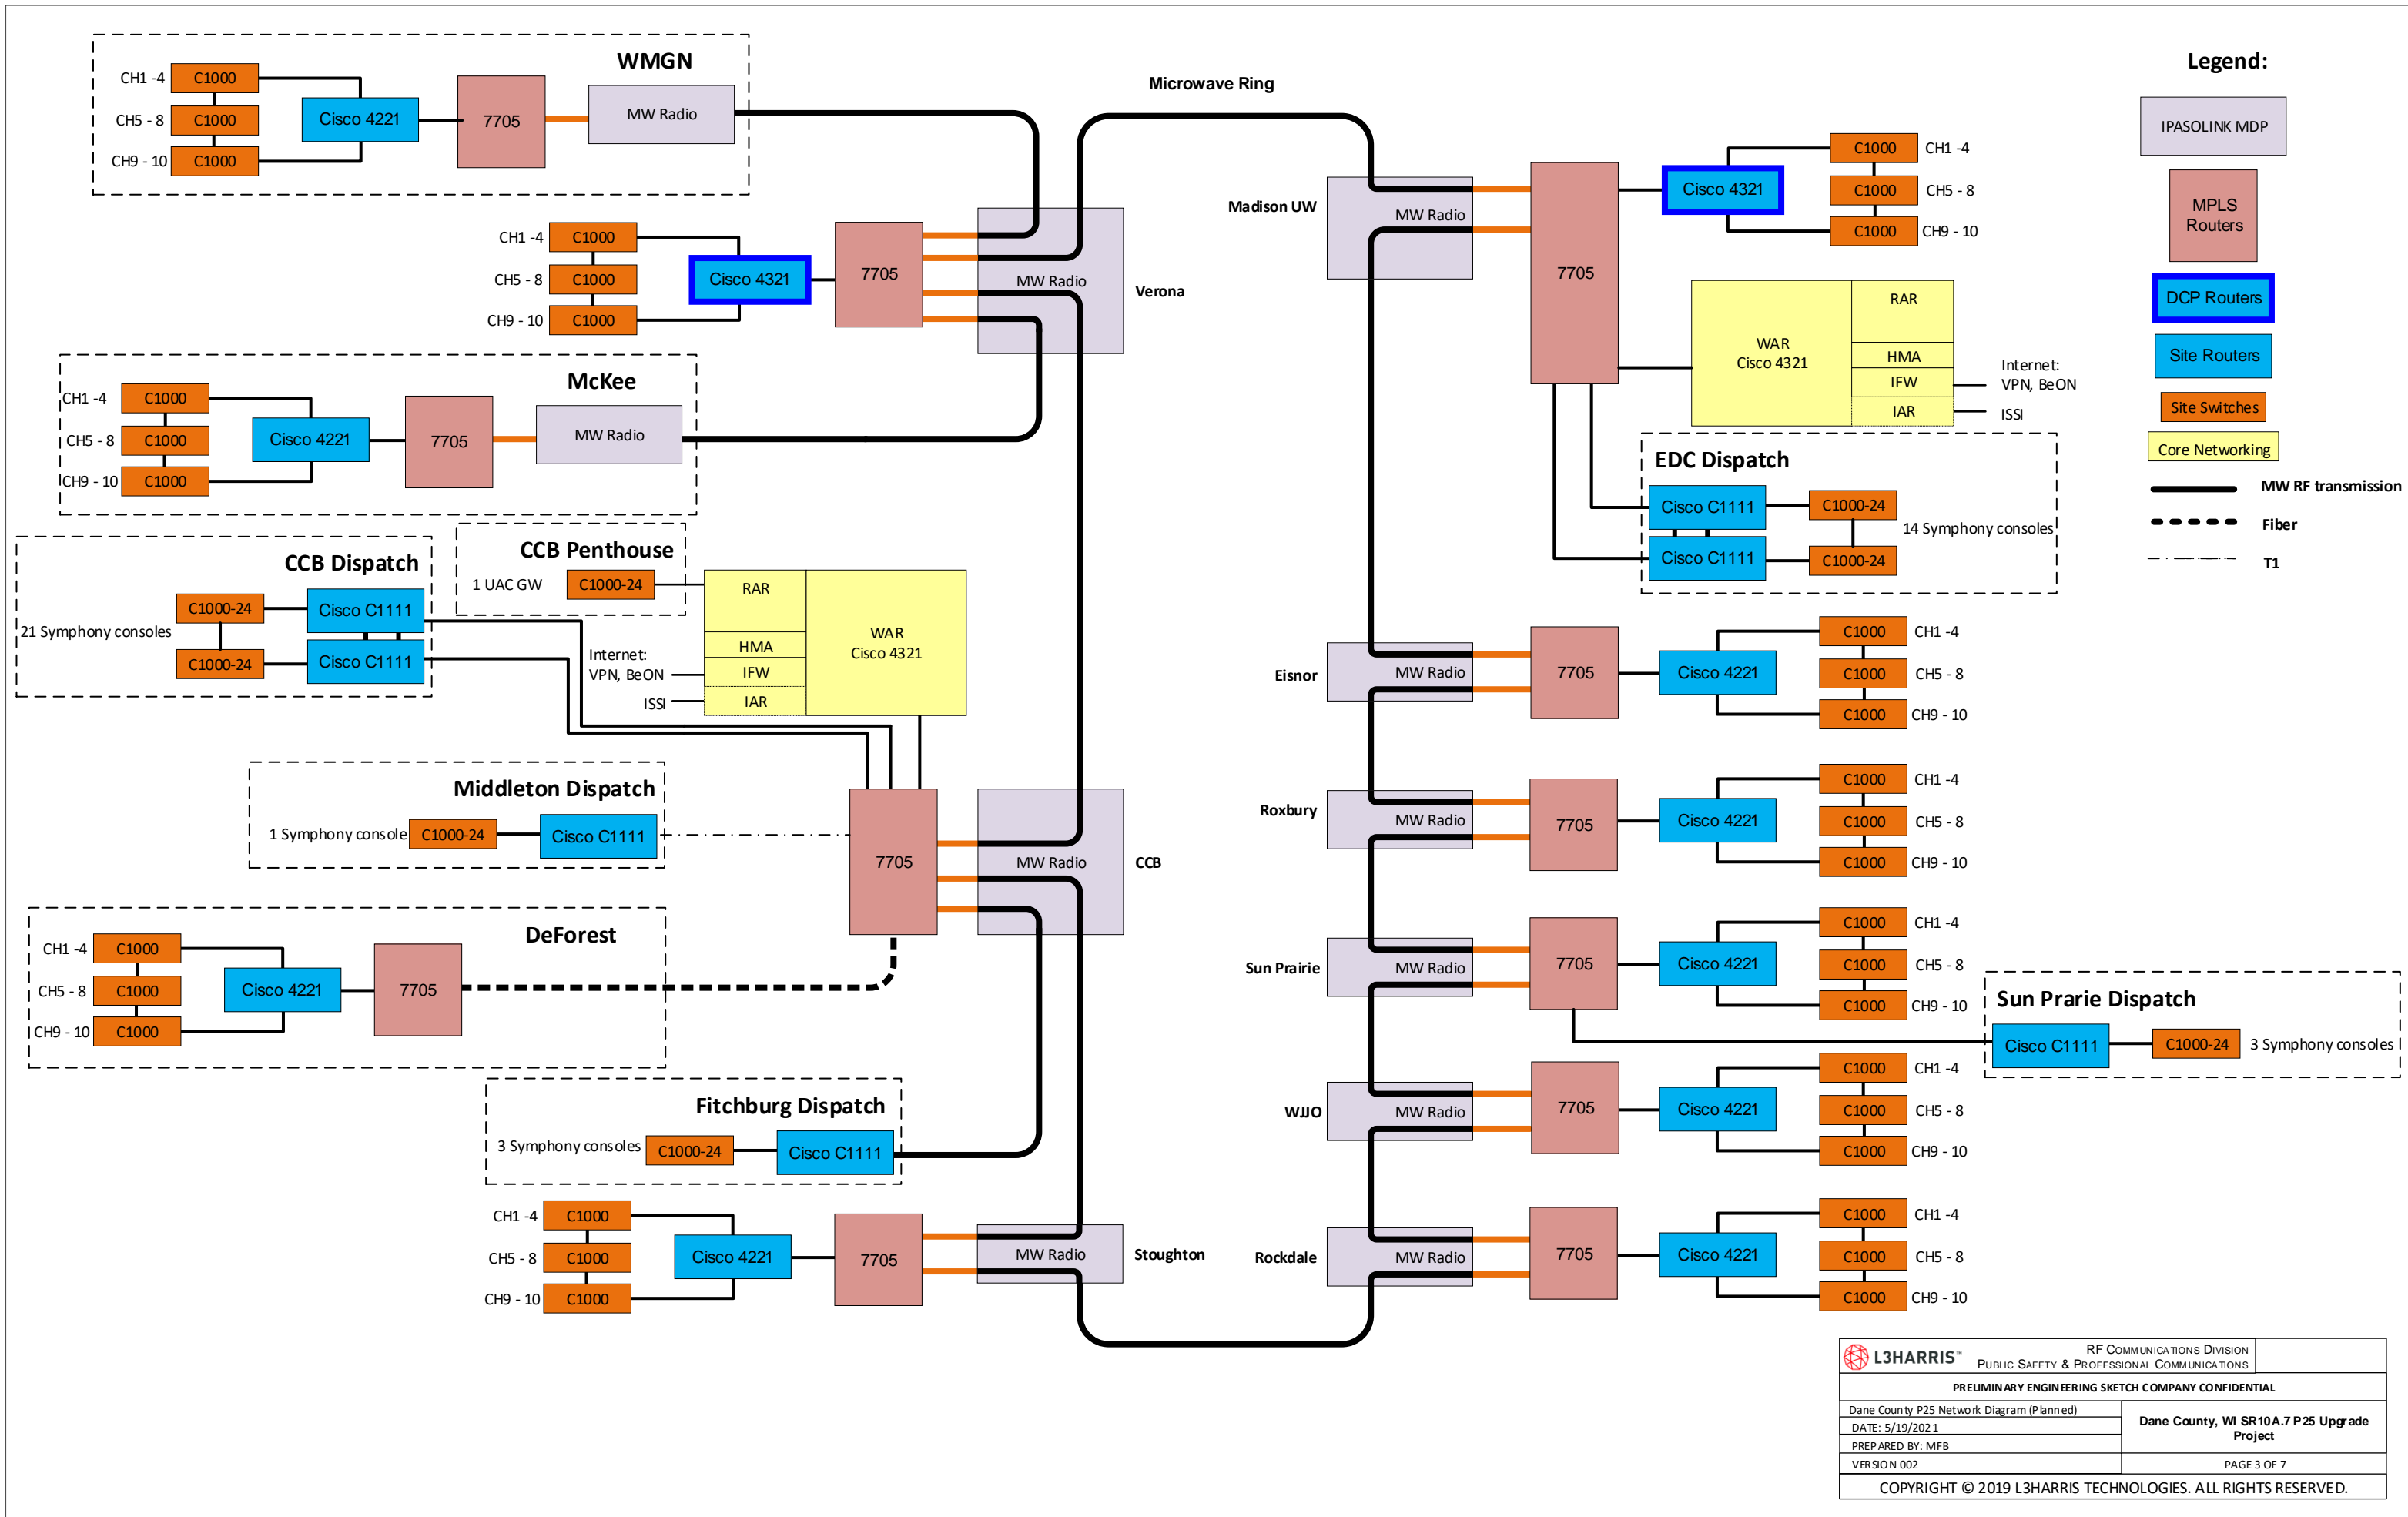 WMGN
CH1 -4
C1000
CH5 - 8
C1000
CH9 - 10
C1000
Cisco 4221
7705
MW Radio
Microwave Ring
CH1 -4
C1000
CH5 - 8
C1000
CH9 - 10
C1000
Cisco 4321
7705
MW Radio
Verona
McKee
CH1 -4
C1000
CH5 - 8
C1000
CH9 - 10
C1000
Cisco 4221
7705
MW Radio
CCB Dispatch
21 Symphony consoles
C1000-24
C1000-24
Cisco C1111
Cisco C1111
CCB Penthouse
1 UAC GW
C1000-24
RAR
HMA
IFW
IAR
WAR
Cisco 4321
Internet:
VPN, BeON
ISSI
Middleton Dispatch
1 Symphony console
C1000-24
Cisco C1111
7705
MW Radio
CCB
DeForest
CH1 -4
C1000
CH5 - 8
C1000
CH9 - 10
C1000
Cisco 4221
7705
Fitchburg Dispatch
3 Symphony consoles
C1000-24
Cisco C1111
CH1 -4
C1000
CH5 - 8
C1000
CH9 - 10
C1000
Cisco 4221
7705
MW Radio
Stoughton
Madison UW
MW Radio
7705
Cisco 4321
C1000
CH1 -4
C1000
CH5 - 8
C1000
CH9 - 10
WAR
Cisco 4321
RAR
HMA
IFW
IAR
Internet:
VPN, BeON
ISSI
EDC Dispatch
Cisco C1111
Cisco C1111
C1000-24
C1000-24
14 Symphony consoles
Eisnor
MW Radio
7705
Cisco 4221
C1000
CH1 -4
C1000
CH5 - 8
C1000
CH9 - 10
Roxbury
MW Radio
7705
Cisco 4221
C1000
CH1 -4
C1000
CH5 - 8
C1000
CH9 - 10
Sun Prairie
MW Radio
7705
Cisco 4221
C1000
CH1 -4
C1000
CH5 - 8
C1000
CH9 - 10
Sun Prarie Dispatch
Cisco C1111
C1000-24
3 Symphony consoles
WJJO
MW Radio
7705
Cisco 4221
C1000
CH1 -4
C1000
CH5 - 8
C1000
CH9 - 10
Rockdale
MW Radio
7705
Cisco 4221
C1000
CH1 -4
C1000
CH5 - 8
C1000
CH9 - 10
Legend:
IPASOLINK MDP
MPLS
Routers
DCP Routers
Site Routers
Site Switches
Core Networking
MW RF transmission
Fiber
T1
L3HARRIS™
RF COMMUNICATIONS DIVISION
PUBLIC SAFETY & PROFESSIONAL COMMUNICATIONS
PRELIMINARY ENGINEERING SKETCH COMPANY CONFIDENTIAL
Dane County P25 Network Diagram (Planned)
DATE: 5/19/2021
PREPARED BY: MFB
VERSION 002
Dane County, WI SR10A.7 P25 Upgrade
Project
PAGE 3 OF 7
COPYRIGHT © 2019 L3HARRIS TECHNOLOGIES. ALL RIGHTS RESERVED.